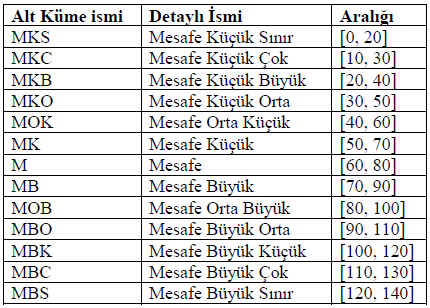 Alt Küme ismi Detaylı İsmi Aralığı
MKS Mesafe Küçük Sınır [0, 20]
MKC Mesafe Küçük Çok [10, 30]
MKB Mesafe Küçük Büyük [20, 40]
MKO Mesafe Küçük Orta [30, 50]
MOK Mesafe Orta Küçük [40, 60]
MK Mesafe Küçük [50, 70]
M Mesafe [60, 80]
MB Mesafe Büyük [70, 90]
MOB Mesafe Orta Büyük [80, 100]
MBO Mesafe Büyük Orta [90, 110]
MBK Mesafe Büyük Küçük [100, 120]
MBC Mesafe Büyük Çok [110, 130]
MBS Mesafe Büyük Sınır [120, 140]